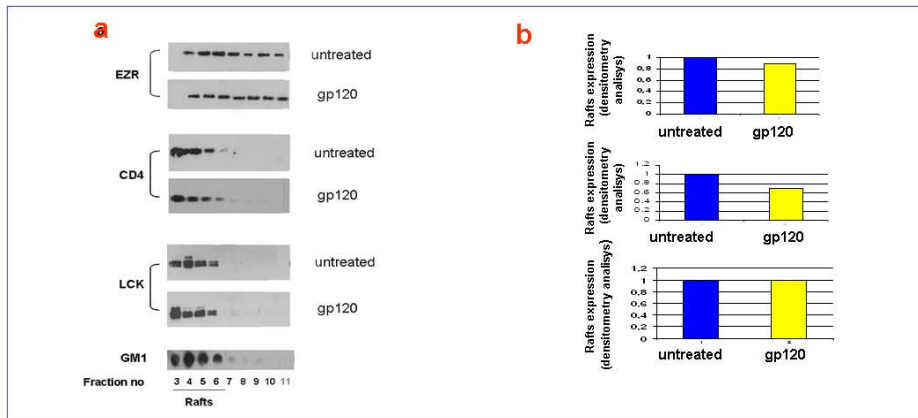 a
EZR
untreated
gp120
CD4
untreated
gp120
LCK
untreated
gp120
GM1
Fraction no 3 4 5 6 7 8 9 10 11
Rafts
b
Rafts expression
(densitometry
analisys)
1
0,8
0,6
0,4
0,2
0
untreated gp120
Rafts expression
(densitometry
analisys)
1.2
1
0.8
0.6
0.4
0.2
0
untreated gp120
Rafts expression
(densitometry analisys)
1,2
1
0,8
0,6
0,4
0,2
0
untreated gp120